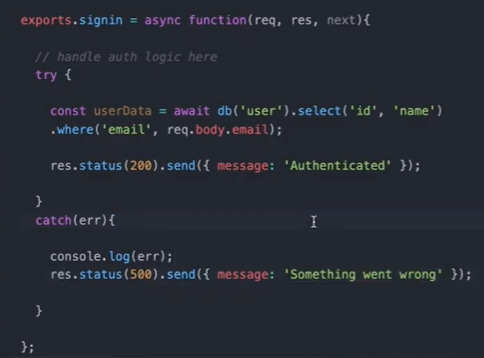 exports.signin = async function(req, res, next){
// handle auth logic here
try {
const userData = await db('user').select('id', 'name')
.where('email', req.body.email);
res.status(200).send({ message: 'Authenticated' });
}
catch(err){
console.log(err);
res.status(500).send({ message: 'Something went wrong' });
}
};